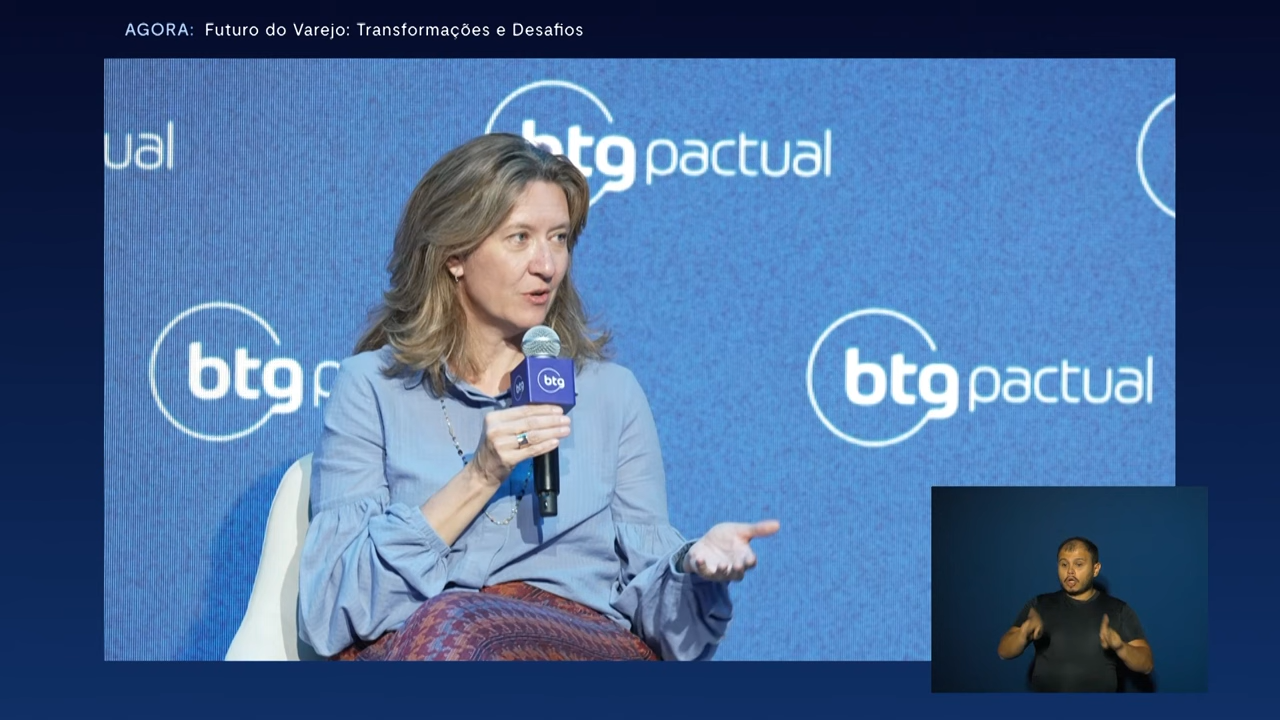 AGORA: Futuro do Varejo: Transformações e Desafios
ual
btg pactual
btg p
btg pactual
btg